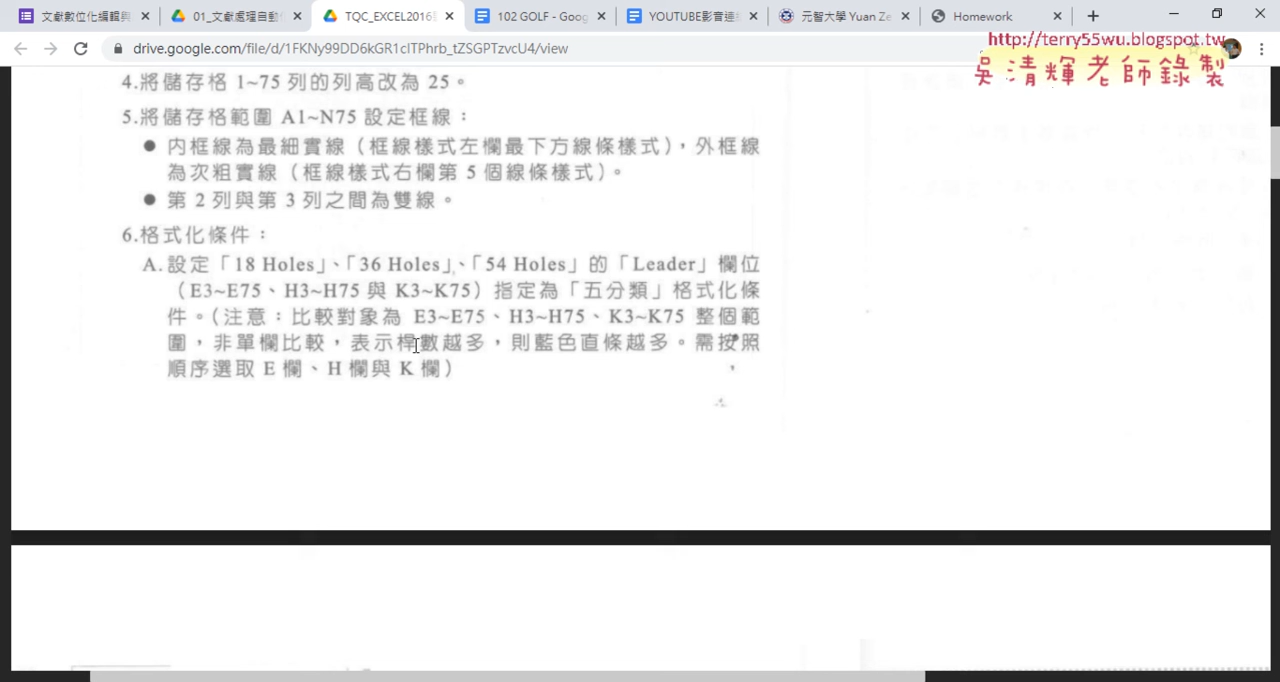 文獻數位化編輯與
01_文獻處理自動
TQC_EXCEL2016
102 GOLF - Goog
YOUTUBE影音連
元智大學 Yuan Ze
Homework
drive.google.com/file/d/1FKNy99DD6kGR1clTPhrb_tZSGPTzvcU4/view
http://terry55wu.blogspot.tw
吳清輝老師錄製
4.將儲存格 1~75 列的列高改為 25。
5.將儲存格範圍 A1~N75 設定框線：
● 內框線為最細實線（框線樣式左欄最下方線條樣式），外框線
為次粗實線（框線樣式右欄第 5 個線條樣式）。
● 第 2 列與第 3 列之間為雙線。
6.格式化條件：
A. 設定「18 Holes」、「36 Holes」、「54 Holes」的「Leader」欄位
（E3~E75、H3~H75 與 K3~K75）指定為「五分類」格式化條
件。（注意：比較對象為 E3~E75、H3~H75、K3~K75 整個範
圍，非單欄比較，表示桿數越多，則藍色直條越多。需按照
順序選取 E 欄、H 欄與 K 欄）